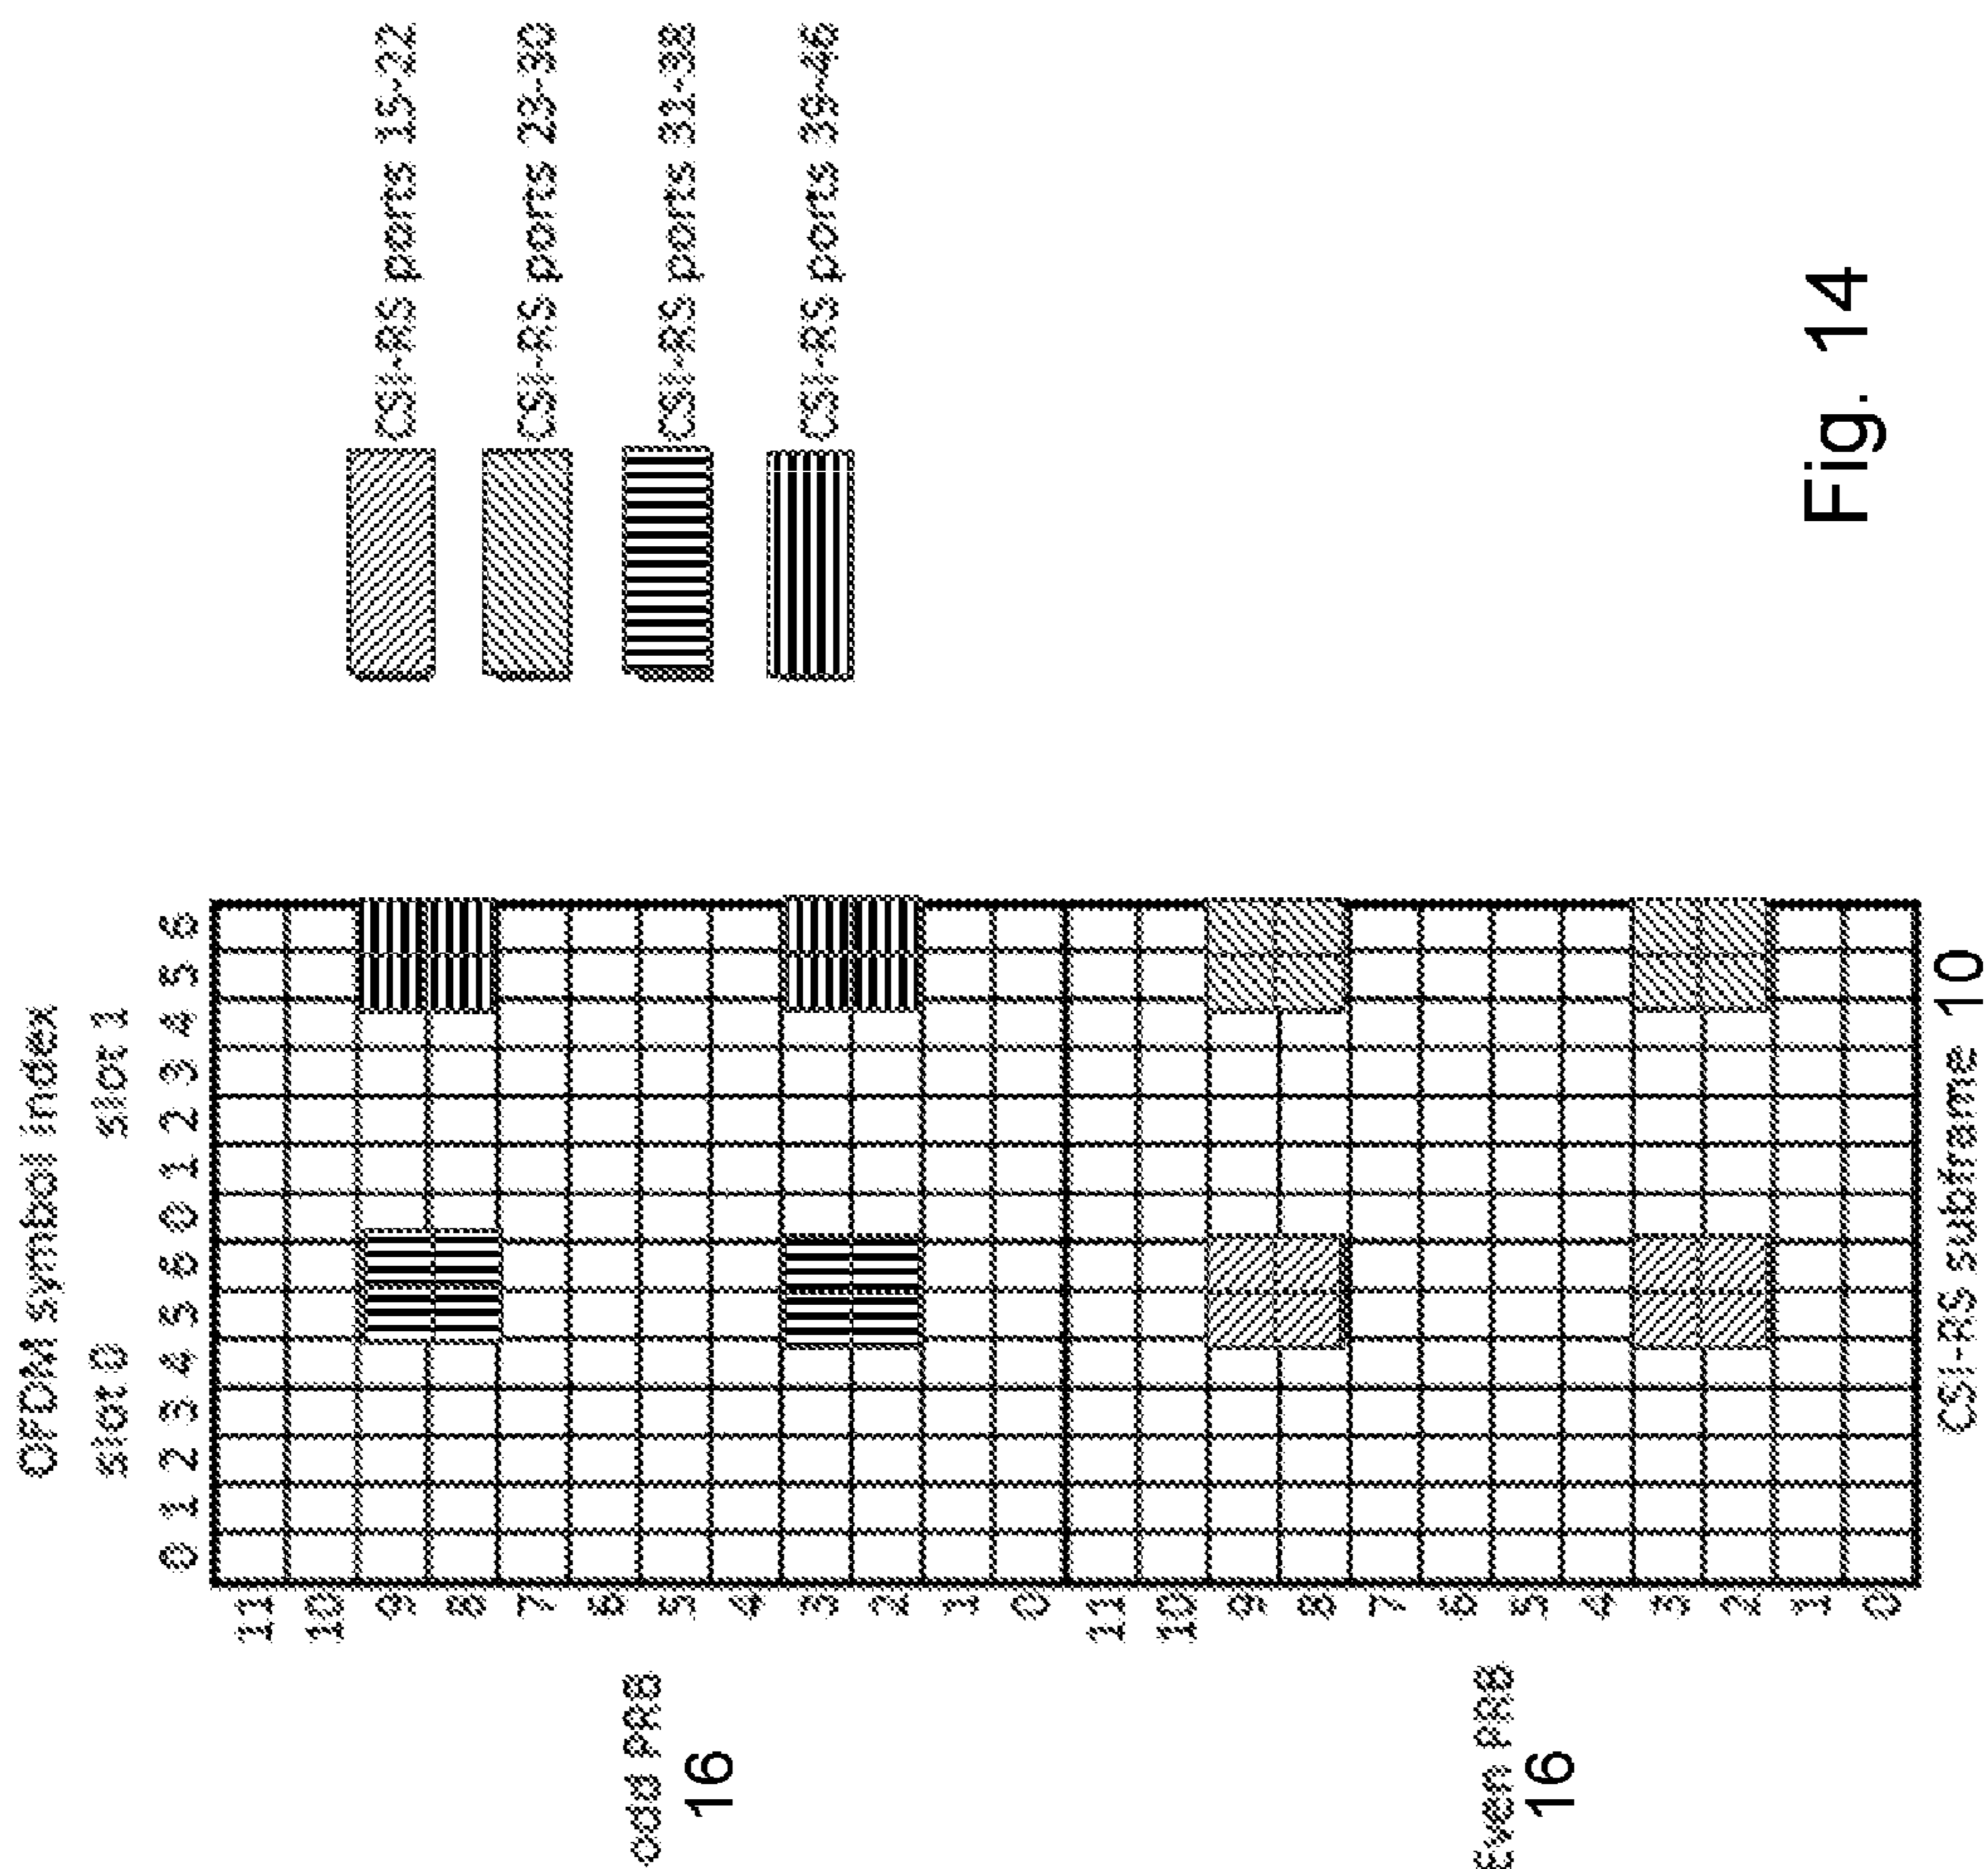 OFDM symbol index
slot 0 slot 1
0 1 2 3 4 5 6 0 1 2 3 4 5 6
odd PRB
16
11
10
9
8
7
6
5
4
3
2
1
0
Even PRB
16
11
10
9
8
7
6
5
4
3
2
1
0
CSI-RS subframe 10
CSI-RS ports 15-22
CSI-RS ports 23-30
CSI-RS ports 31-38
CSI-RS ports 39-46
Fig. 14